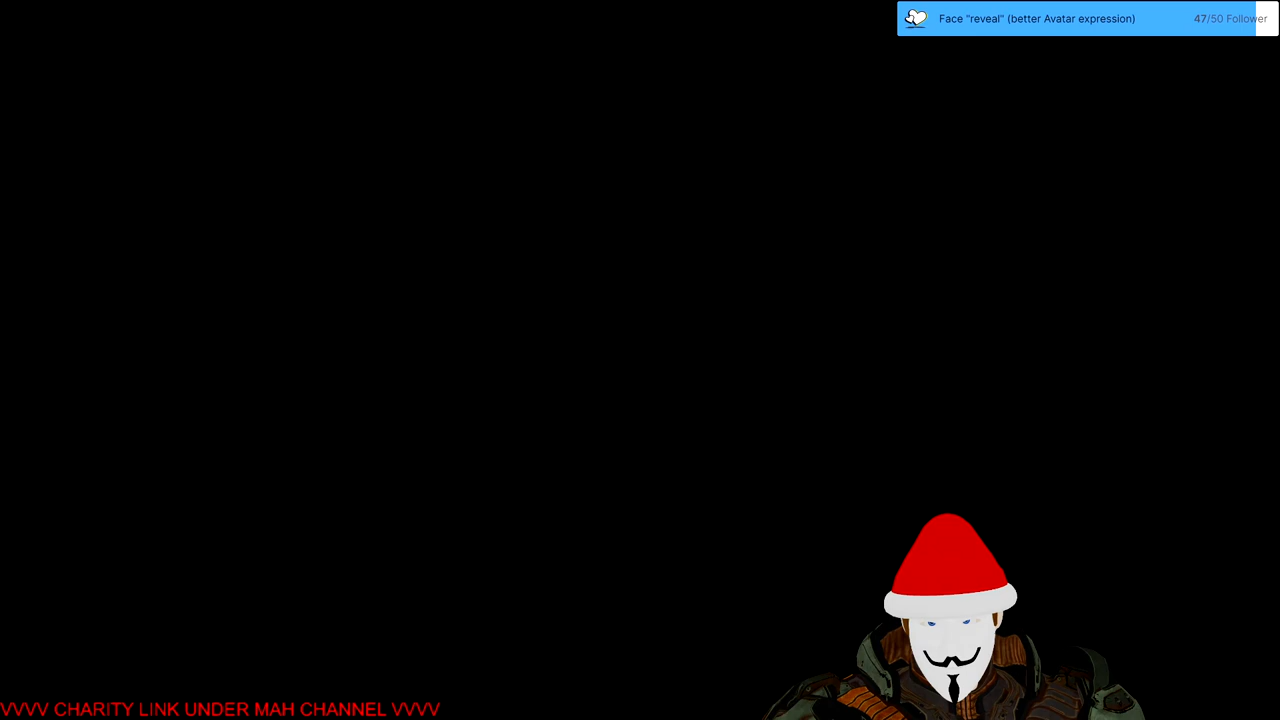 Face "reveal" (better Avatar expression) 47/50 Follower
VVVV CHARITY LINK UNDER MAH CHANNEL VVVV